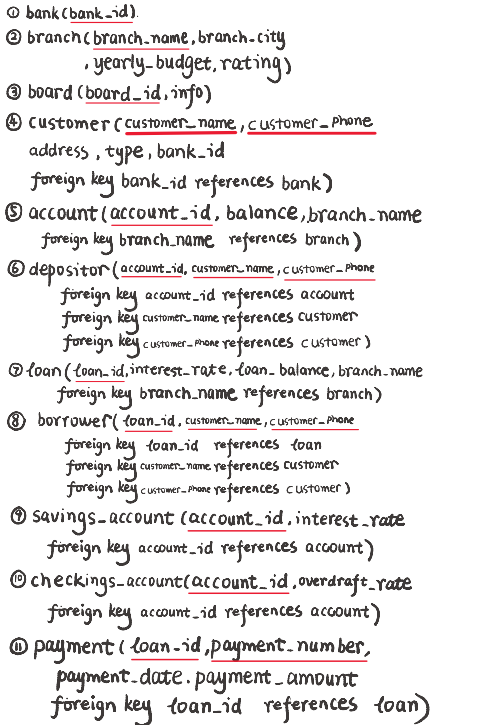 ① bank(bank_id).
② branch(branch_name, branch-city
, yearly_budget, rating)
③ board(board_id, info)
④ customer(customer_name, customer_phone
address, type, bank_id
foreign key bank_id references bank)
⑤ account(account_id, balance, branch_name
foreign key branch_name references branch)
⑥ depositor(account_id, customer_name, customer_phone
foreign key account_id references account
foreign key customer_name references customer
foreign key customer_phone references customer)
⑦ loan(loan_id, interest_rate, loan_balance, branch_name
foreign key branch_name references branch)
⑧ borrower(loan_id, customer_name, customer_phone
foreign key loan_id references loan
foreign key customer_name references customer
foreign key customer_phone references customer)
⑨ savings_account(account_id, interest_rate
foreign key account_id references account)
⑩ checkings_account(account_id, overdraft_rate
foreign key account_id references account)
⑪ payment(loan_id, payment_number,
payment_date. payment_amount
foreign key loan_id references loan)